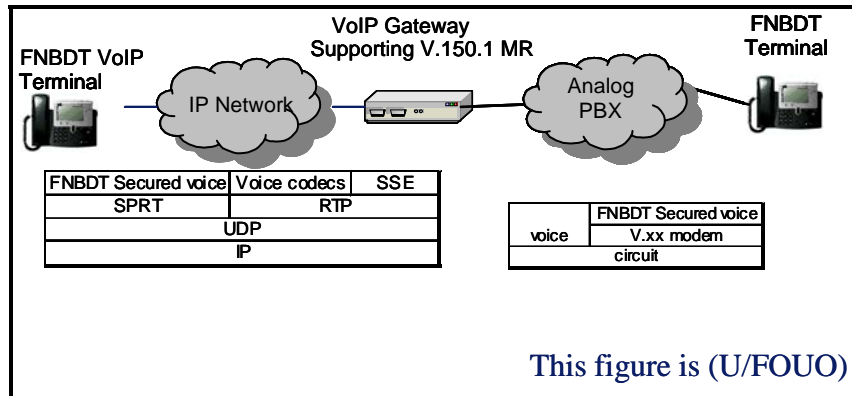 FNBDT VoIP
Terminal
VoIP Gateway
Supporting V.150.1 MR
FNBDT
Terminal
IP Network
Analog
PBX
FNBDT Secured voice Voice codecs SSE
SPRT RTP
UDP
IP
voice FNBDT Secured voice
V.xx modem
circuit
This figure is (U/FOUO)